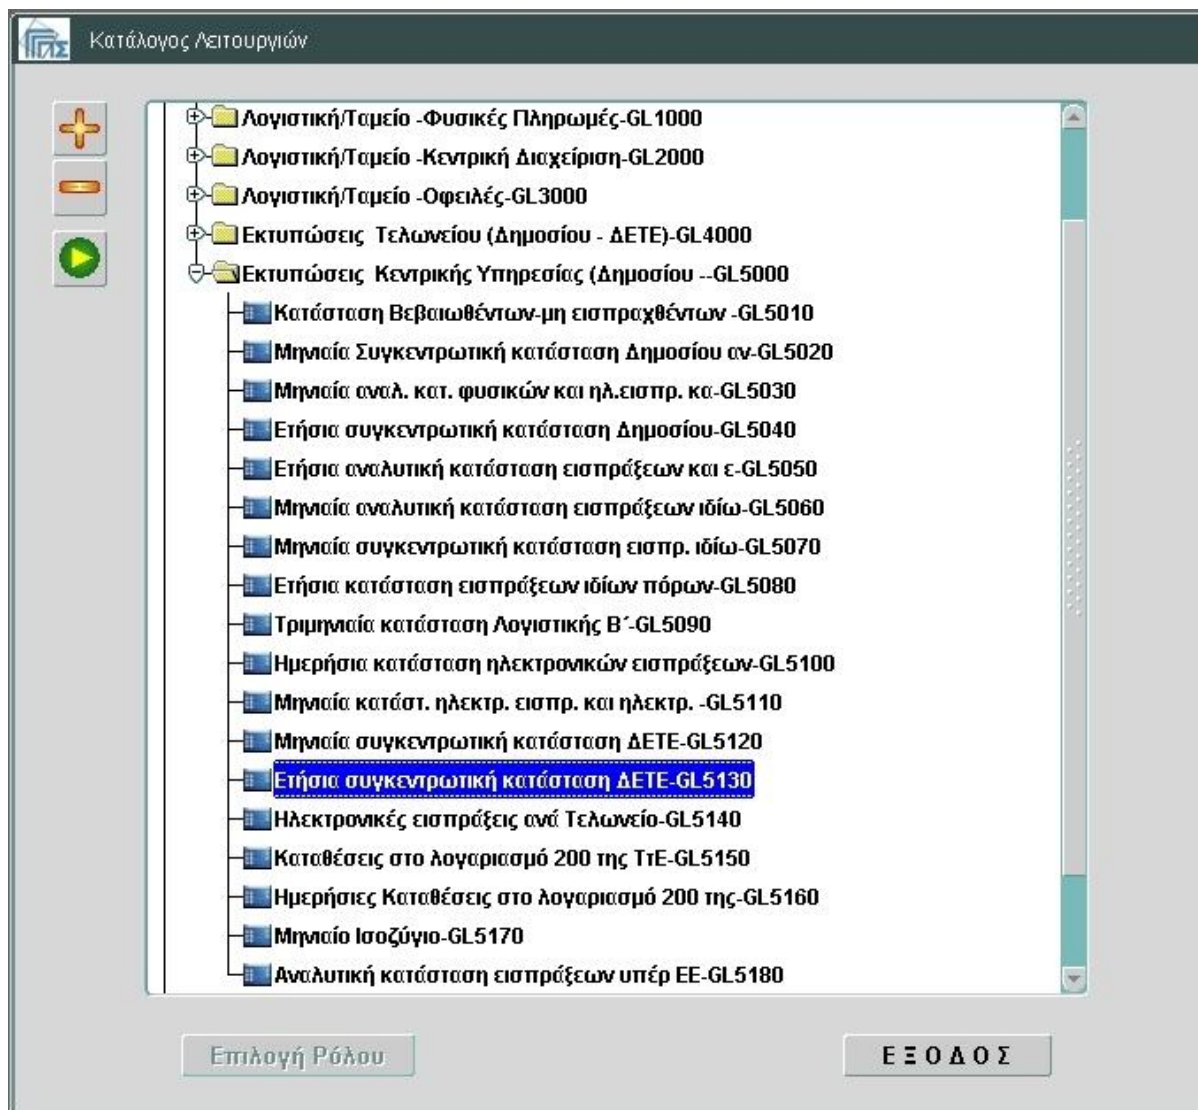 ΓΓΠΣ Κατάλογος Λειτουργιών
Λογιστική/Ταμείο -Φυσικές Πληρωμές-GL1000
Λογιστική/Ταμείο -Κεντρική Διαχείριση-GL2000
Λογιστική/Ταμείο -Οφειλές-GL3000
Εκτυπώσεις Τελωνείου (Δημοσίου - ΔΕΤΕ)-GL4000
Εκτυπώσεις Κεντρικής Υπηρεσίας (Δημοσίου --GL5000
Κατάσταση Βεβαιωθέντων-μη εισπραχθέντων -GL5010
Μηνιαία Συγκεντρωτική κατάσταση Δημοσίου αν-GL5020
Μηνιαία αναλ. κατ. φυσικών και ηλ.εισπρ. κα-GL5030
Ετήσια συγκεντρωτική κατάσταση Δημοσίου-GL5040
Ετήσια αναλυτική κατάσταση εισπράξεων και ε-GL5050
Μηνιαία αναλυτική κατάσταση εισπράξεων ιδίω-GL5060
Μηνιαία συγκεντρωτική κατάσταση εισπρ. ιδίω-GL5070
Ετήσια κατάσταση εισπράξεων ιδίων πόρων-GL5080
Τριμηνιαία κατάσταση Λογιστικής Β΄-GL5090
Ημερήσια κατάσταση ηλεκτρονικών εισπράξεων-GL5100
Μηνιαία κατάστ. ηλεκτρ. εισπρ. και ηλεκτρ. -GL5110
Μηνιαία συγκεντρωτική κατάσταση ΔΕΤΕ-GL5120
Ετήσια συγκεντρωτική κατάσταση ΔΕΤΕ-GL5130
Ηλεκτρονικές εισπράξεις ανά Τελωνείο-GL5140
Καταθέσεις στο λογαριασμό 200 της ΤτΕ-GL5150
Ημερήσιες Καταθέσεις στο λογαριασμό 200 της-GL5160
Μηνιαίο Ισοζύγιο-GL5170
Αναλυτική κατάσταση εισπράξεων υπέρ ΕΕ-GL5180
Επιλογή Ρόλου
Ε Ξ Ο Δ Ο Σ